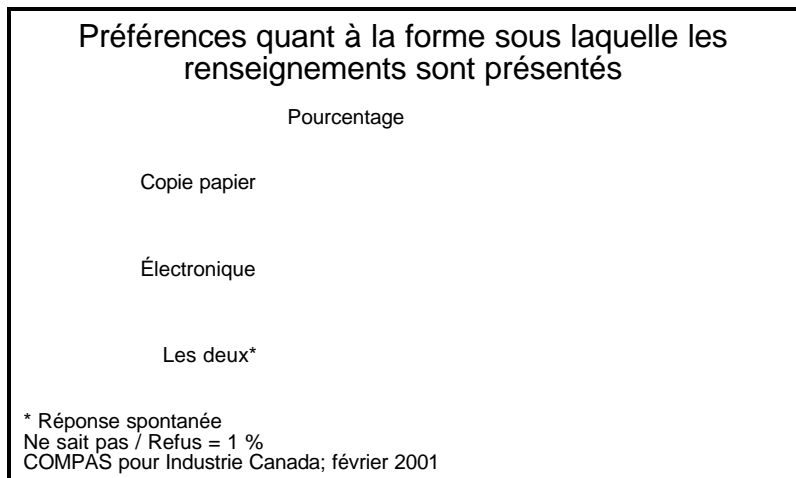 Préférences quant à la forme sous laquelle les
renseignements sont présentés
Pourcentage
Copie papier
Électronique
Les deux*
* Réponse spontanée
Ne sait pas / Refus = 1 %
COMPAS pour Industrie Canada; février 2001